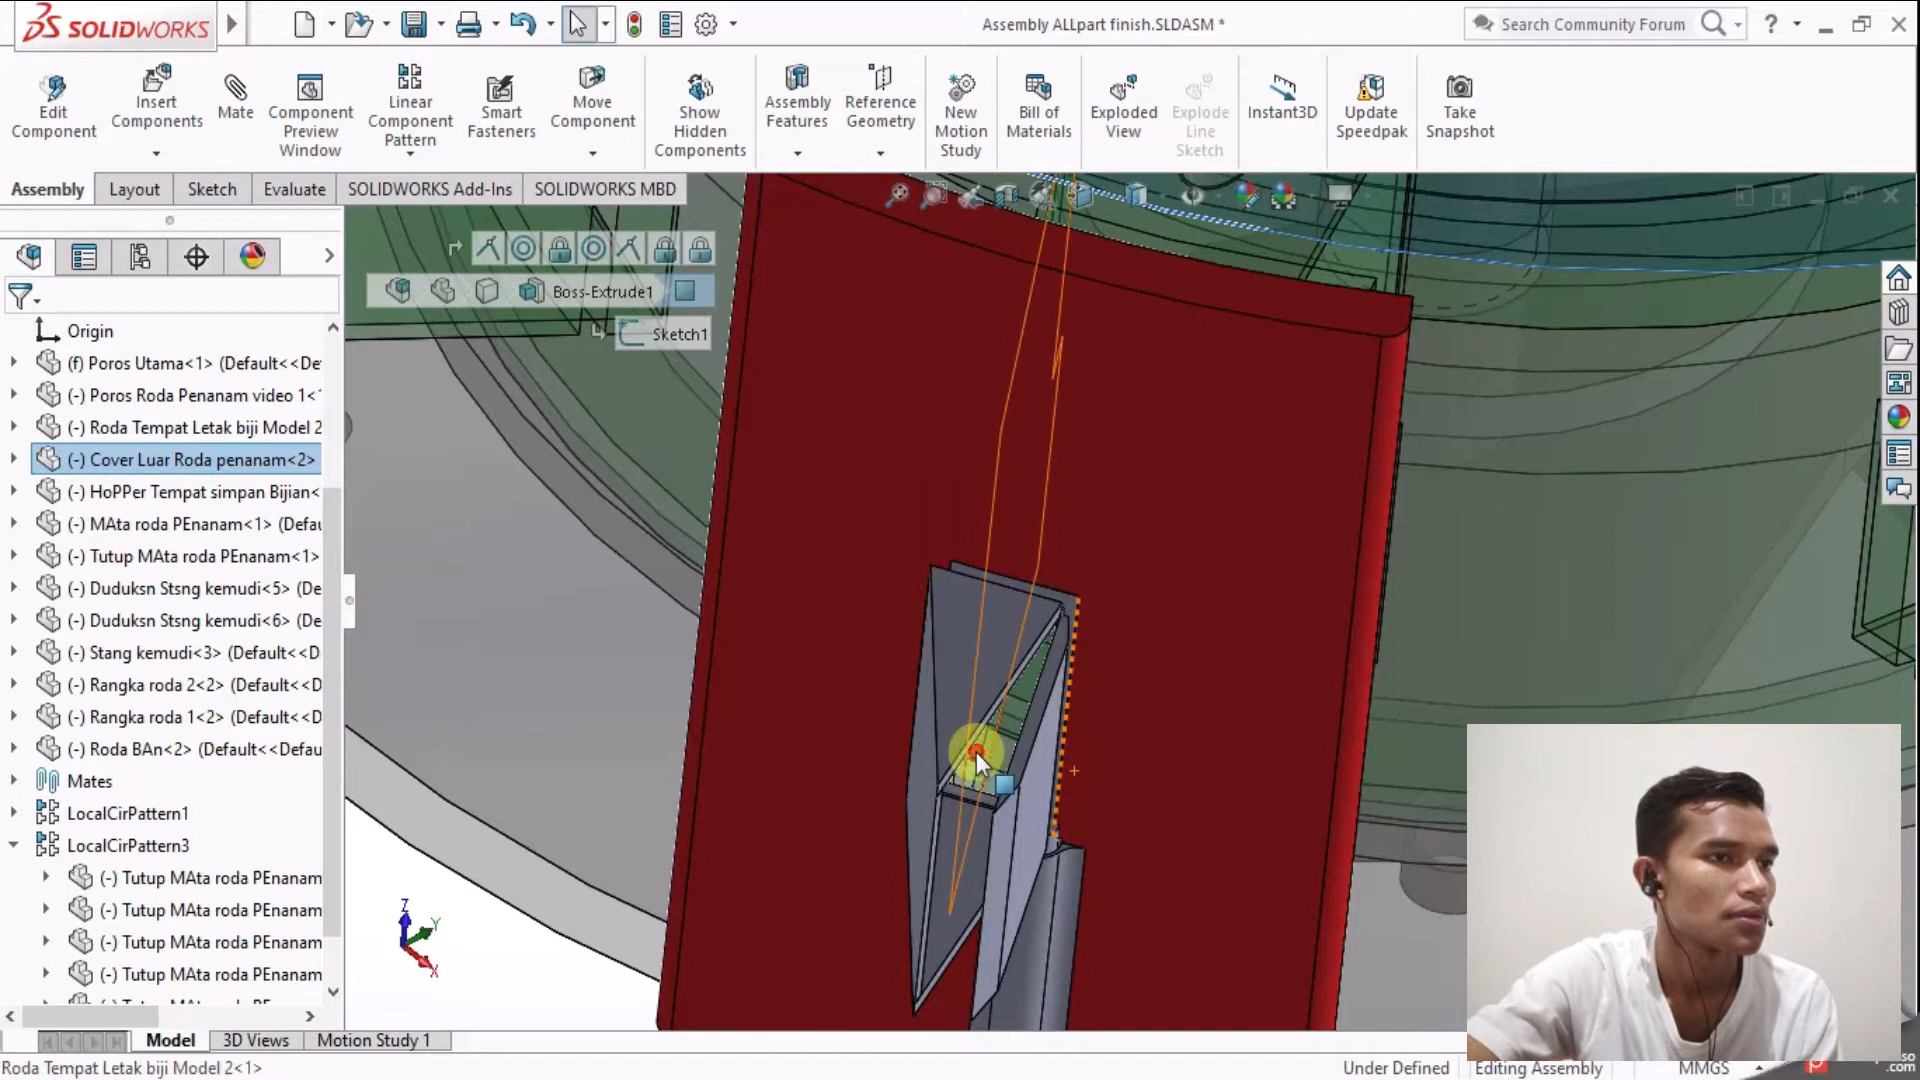 SOLIDWORKS
Assembly ALLpart finish.SLDASM *
Search Community Forum
Edit Component
Insert Components
Mate
Component Preview Window
Linear Component Pattern
Smart Fasteners
Move Component
Show Hidden Components
Assembly Features
Reference Geometry
New Motion Study
Bill of Materials
Exploded View
Explode Line Sketch
Instant3D
Update Speedpak
Take Snapshot
Assembly Layout Sketch Evaluate SOLIDWORKS Add-Ins SOLIDWORKS MBD
Boss-Extrude1
Sketch1
Origin
(f) Poros Utama<1> (Default<<De
(-) Poros Roda Penanam video 1<
(-) Roda Tempat Letak biji Model 2
(-) Cover Luar Roda penanam<2>
(-) HoPPer Tempat simpan Bijian<
(-) MAta roda PEnanam<1> (Defau
(-) Tutup MAta roda PEnanam<1>
(-) Duduksn Stsng kemudi<5> (De
(-) Duduksn Stsng kemudi<6> (De
(-) Stang kemudi<3> (Default<<D
(-) Rangka roda 2<2> (Default<<D
(-) Rangka roda 1<2> (Default<<D
(-) Roda BAn<2> (Default<<Defau
Mates
LocalCirPattern1
LocalCirPattern3
(-) Tutup MAta roda PEnanam
(-) Tutup MAta roda PEnanam
(-) Tutup MAta roda PEnanam
(-) Tutup MAta roda PEnanam
Z
Y
X
Model 3D Views Motion Study 1
Roda Tempat Letak biji Model 2<1>
Under Defined Editing Assembly MMGS
.com